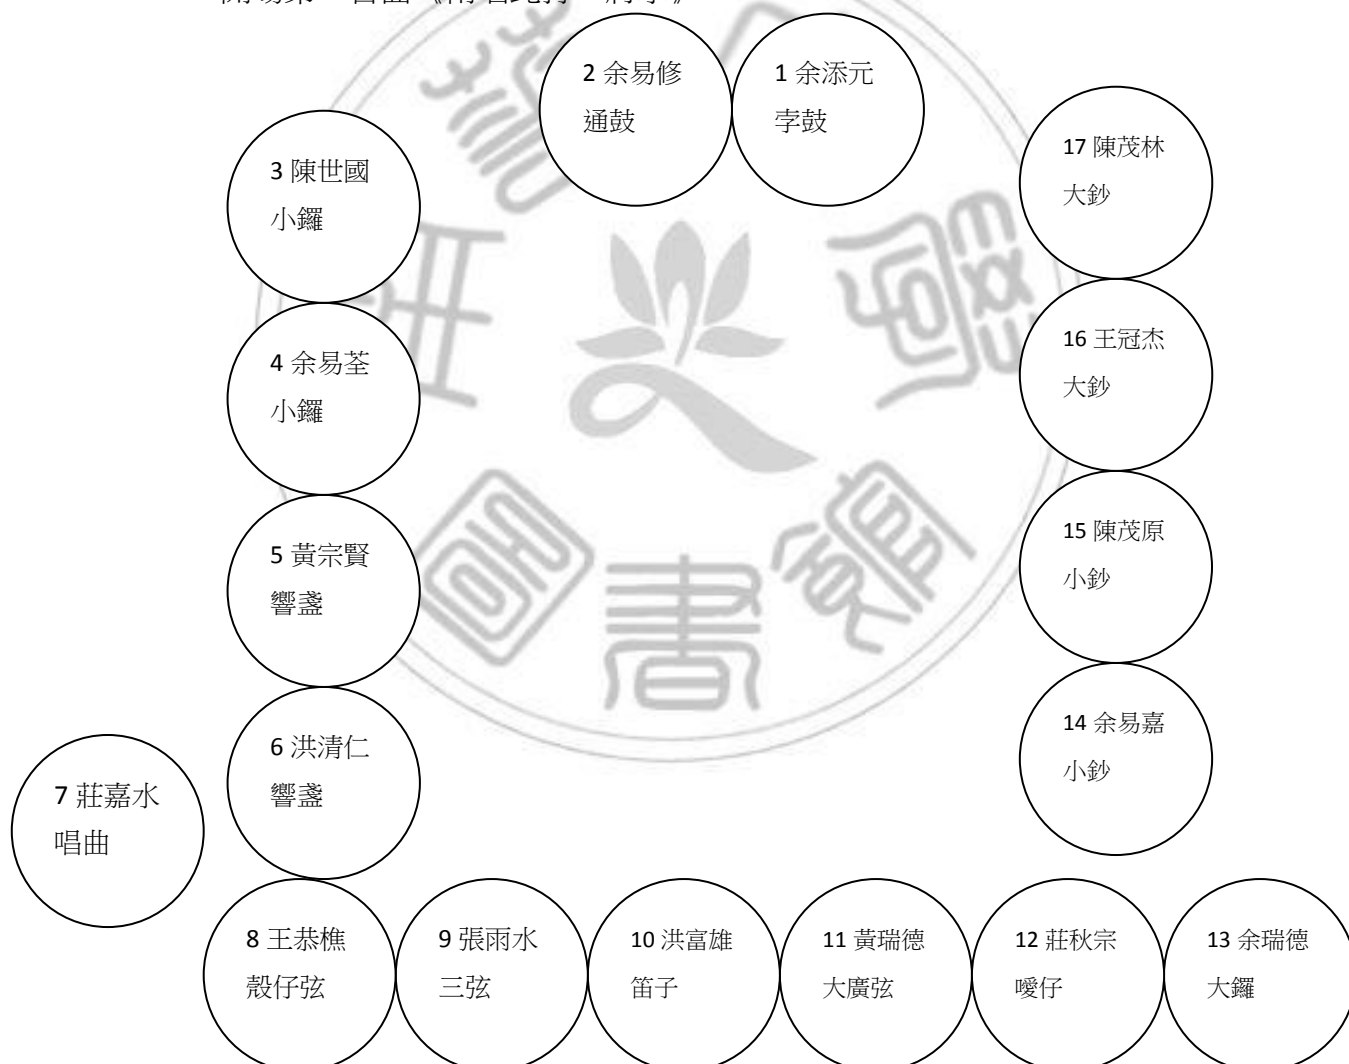 2 余易修
通鼓
1 余添元
孛鼓
3 陳世國
小鑼
17 陳茂林
大鈔
4 余易荃
小鑼
16 王冠杰
大鈔
5 黃宗賢
響盞
15 陳茂原
小鈔
6 洪清仁
響盞
14 余易嘉
小鈔
7 莊嘉水
唱曲
8 王恭樵
殼仔弦
9 張雨水
三弦
10 洪富雄
笛子
11 黃瑞德
大廣弦
12 莊秋宗
噯仔
13 余瑞德
大鑼